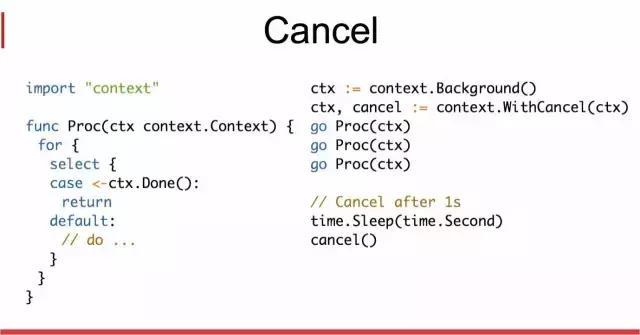 Cancel
import "context"
func Proc(ctx context.Context) {
  for {
    select {
    case <-ctx.Done():
      return
    default:
      // do ...
    }
  }
}
ctx := context.Background()
ctx, cancel := context.WithCancel(ctx)
go Proc(ctx)
go Proc(ctx)
go Proc(ctx)
// Cancel after 1s
time.Sleep(time.Second)
cancel()